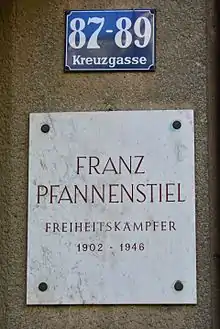 87-89
Kreuzgasse
FRANZ
PFANNENSTIEL
FREIHEITSKÄMPFER
1902 - 1946